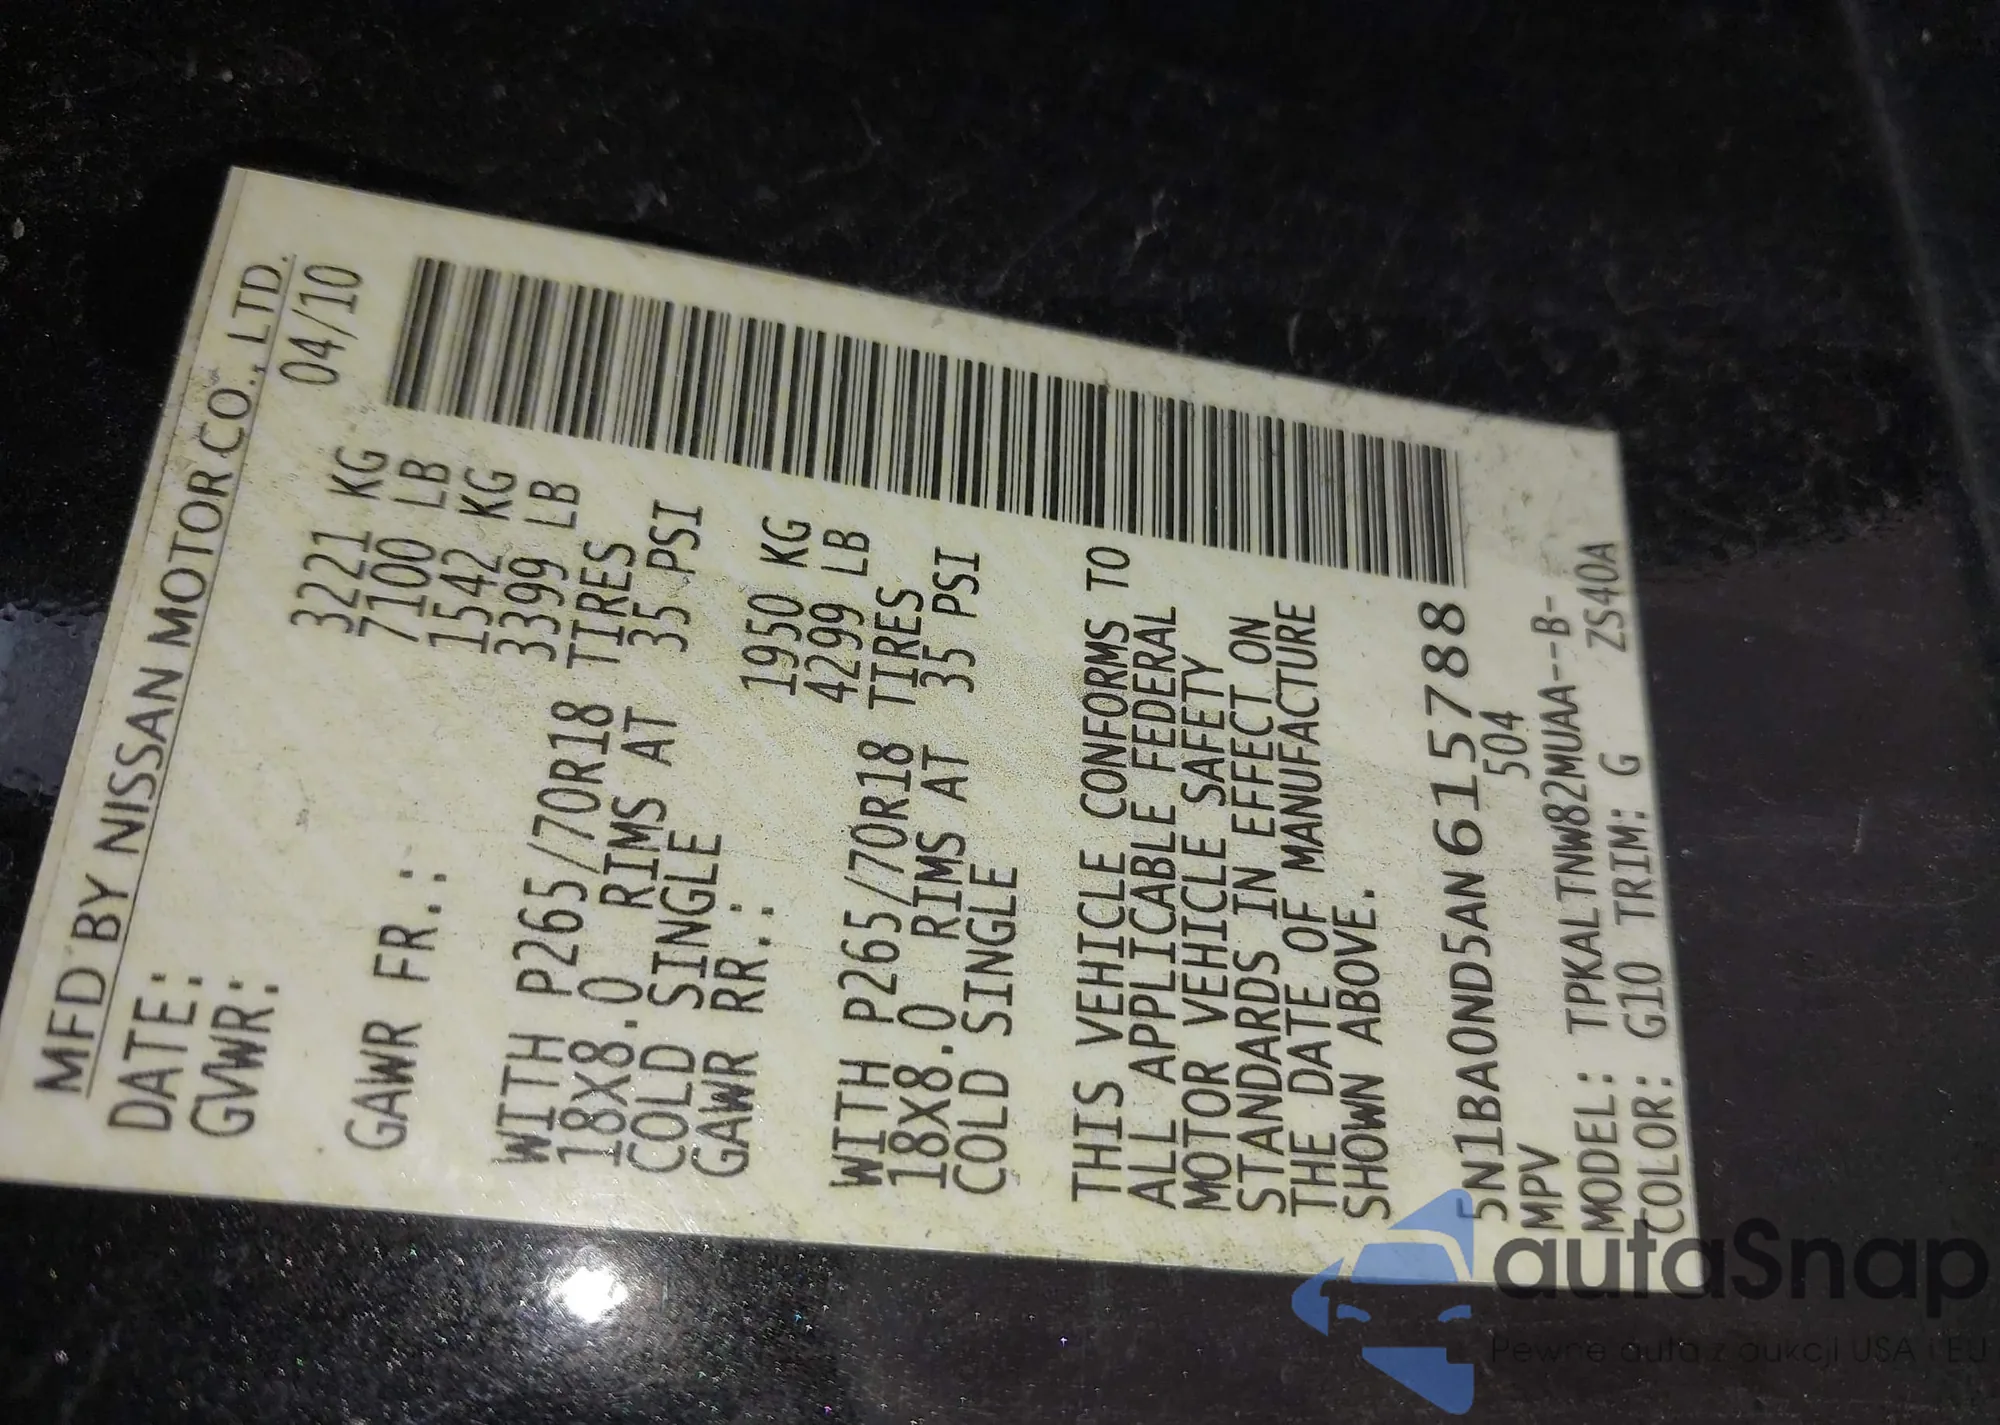 MFD BY NISSAN MOTOR CO., LTD.
DATE: 04/10
GVWR: 3221 KG
7100 LB
GAWR FR.: 1542 KG
3399 LB
WITH P265/70R18 TIRES
18X8.0 RIMS AT 35 PSI
COLD SINGLE
GAWR RR.: 1950 KG
4299 LB
WITH P265/70R18 TIRES
18X8.0 RIMS AT 35 PSI
COLD SINGLE
THIS VEHICLE CONFORMS TO
ALL APPLICABLE FEDERAL
MOTOR VEHICLE SAFETY
STANDARDS IN EFFECT ON
THE DATE OF MANUFACTURE
SHOWN ABOVE.
5N1BA0ND5AN615788
MPV 504
MODEL: TPKALTNW82MUAA--B-
COLOR: G10 TRIM: G ZS40A
autaSnap
Pewne auta z aukcji USA i EU